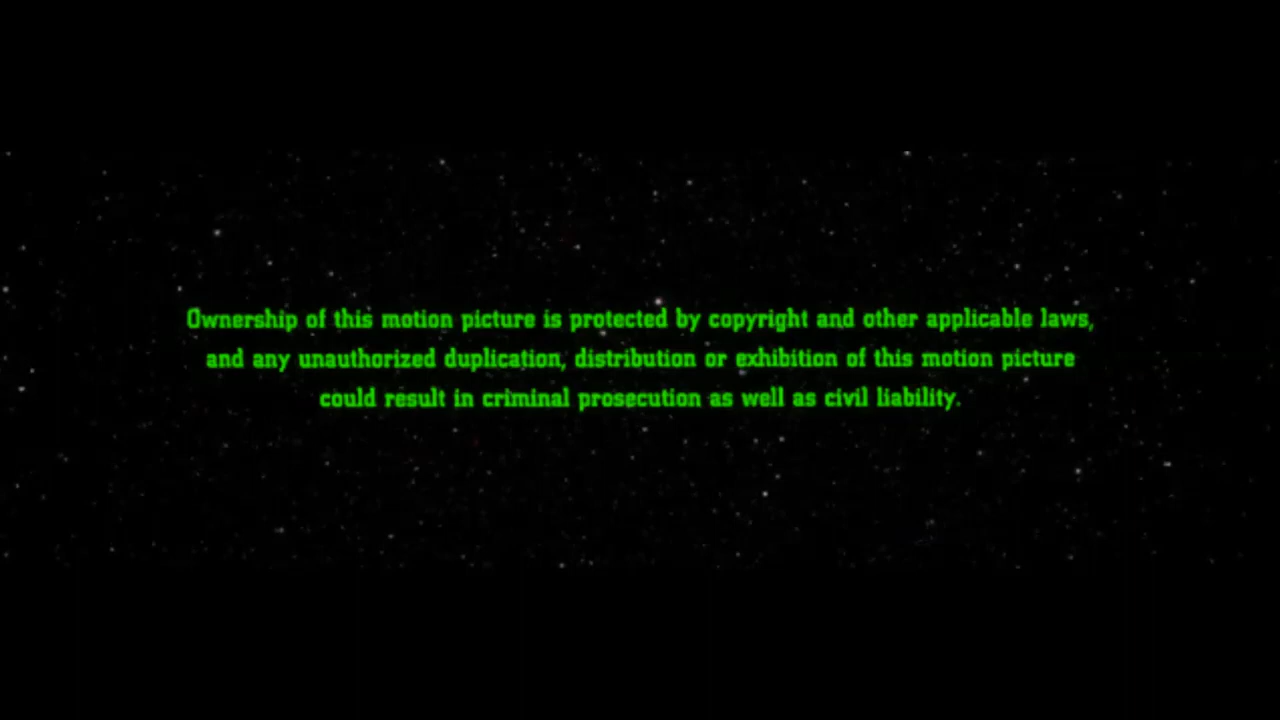 Ownership of this motion picture is protected by copyright and other applicable laws,
and any unauthorized duplication, distribution or exhibition of this motion picture
could result in criminal prosecution as well as civil liability.